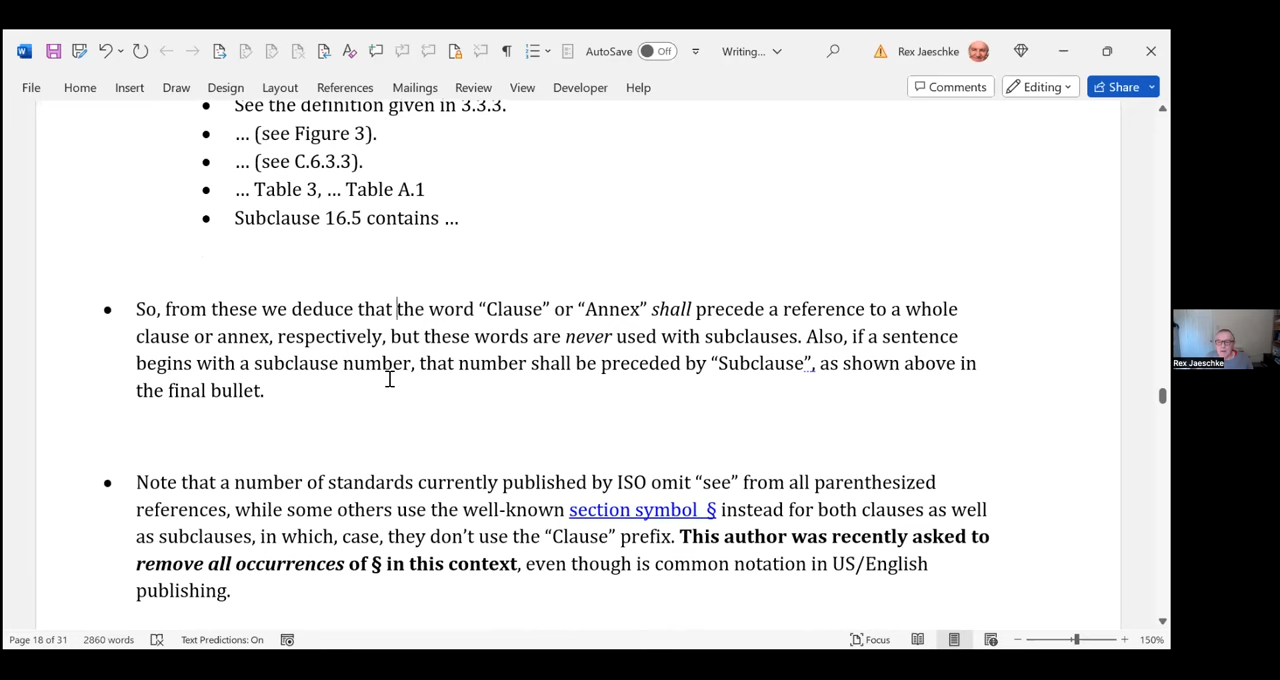 AutoSave Off Writing... Rex Jaeschke
File Home Insert Draw Design Layout References Mailings Review View Developer Help Comments Editing Share
• See the definition given in 3.3.3.
• … (see Figure 3).
• … (see C.6.3.3).
• … Table 3, … Table A.1
• Subclause 16.5 contains …
• So, from these we deduce that the word “Clause” or “Annex” shall precede a reference to a whole
clause or annex, respectively, but these words are never used with subclauses. Also, if a sentence
begins with a subclause number, that number shall be preceded by “Subclause”, as shown above in
the final bullet.
• Note that a number of standards currently published by ISO omit “see” from all parenthesized
references, while some others use the well-known section symbol § instead for both clauses as well
as subclauses, in which, case, they don’t use the “Clause” prefix. This author was recently asked to
remove all occurrences of § in this context, even though is common notation in US/English
publishing.
Rex Jaeschke
Page 18 of 31 2860 words Text Predictions: On Focus 150%